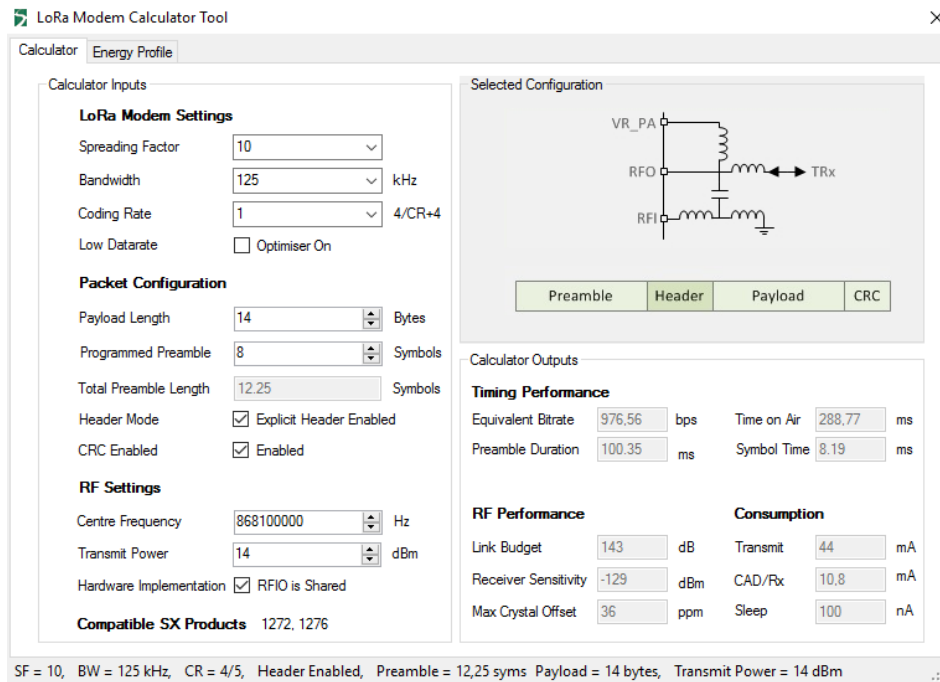 LoRa Modem Calculator Tool
Calculator Energy Profile
Calculator Inputs
LoRa Modem Settings
Spreading Factor 10
Bandwidth 125 kHz
Coding Rate 1 4/CR+4
Low Datarate Optimiser On
Packet Configuration
Payload Length 14 Bytes
Programmed Preamble 8 Symbols
Total Preamble Length 12.25 Symbols
Header Mode Explicit Header Enabled
CRC Enabled Enabled
RF Settings
Centre Frequency 868100000 Hz
Transmit Power 14 dBm
Hardware Implementation RFIO is Shared
Compatible SX Products 1272, 1276
Selected Configuration
VR_PA
RFO TRx
RFI
Preamble Header Payload CRC
Calculator Outputs
Timing Performance
Equivalent Bitrate 976,56 bps Time on Air 288,77 ms
Preamble Duration 100.35 ms Symbol Time 8.19 ms
RF Performance Consumption
Link Budget 143 dB Transmit 44 mA
Receiver Sensitivity -129 dBm CAD/Rx 10,8 mA
Max Crystal Offset 36 ppm Sleep 100 nA
SF = 10, BW = 125 kHz, CR = 4/5, Header Enabled, Preamble = 12,25 syms Payload = 14 bytes, Transmit Power = 14 dBm